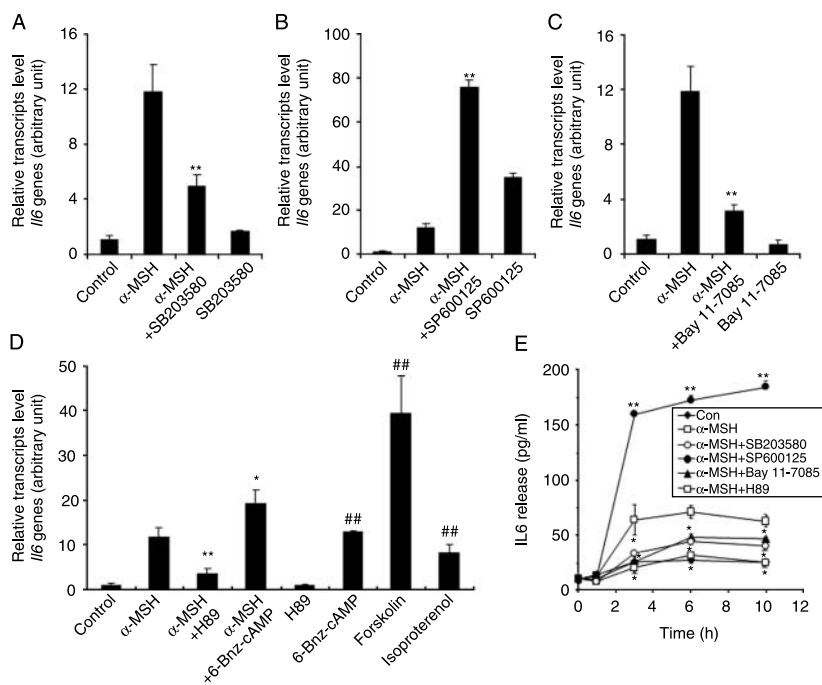 A
Relative transcripts level
Il6 genes (arbitrary unit)
16
12
8
4
0
**
Control
α-MSH
α-MSH
+SB203580
SB203580
B
Relative transcripts level
Il6 genes (arbitrary unit)
100
80
60
40
20
0
**
Control
α-MSH
α-MSH
+SP600125
SP600125
C
Relative transcripts level
Il6 genes (arbitrary unit)
16
12
8
4
0
**
Control
α-MSH
α-MSH
+Bay 11-7085
Bay 11-7085
D
Relative transcripts level
Il6 genes (arbitrary unit)
50
40
30
20
10
0
**
*
##
##
##
Control
α-MSH
α-MSH
+H89
α-MSH
+6-Bnz-cAMP
H89
6-Bnz-cAMP
Forskolin
Isoproterenol
E
IL6 release (pg/ml)
200
150
100
50
0
** ** **
Con
α-MSH
α-MSH+SB203580
α-MSH+SP600125
α-MSH+Bay 11-7085
α-MSH+H89
* * *
* * *
* * *
0 2 4 6 8 10 12
Time (h)